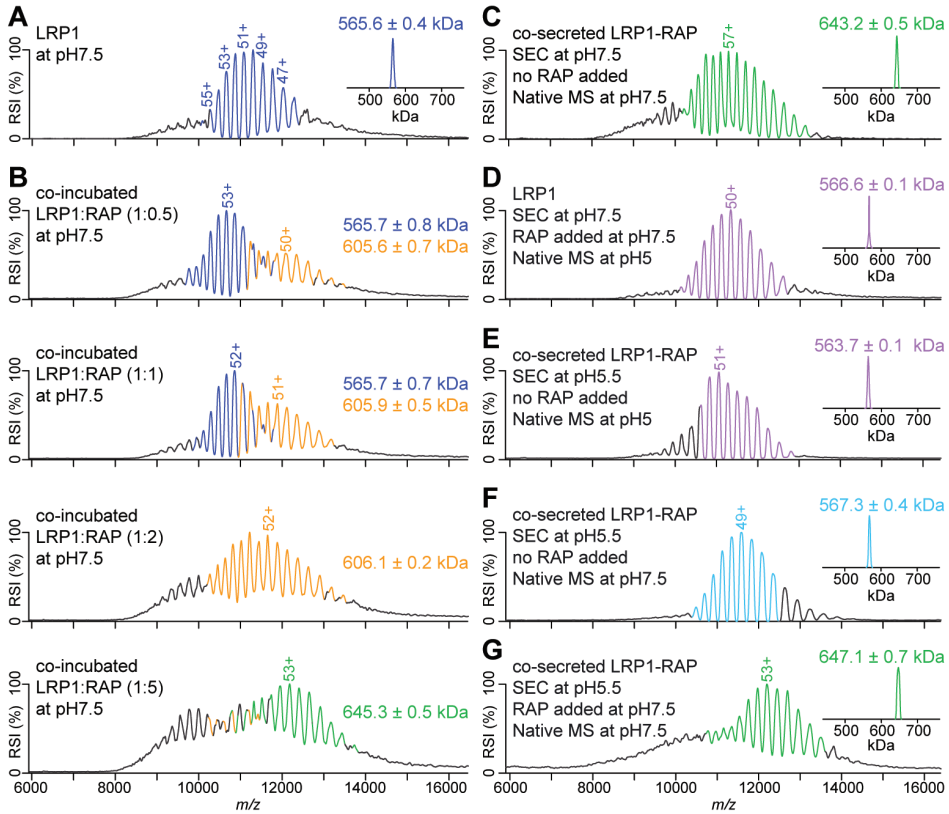 A
LRP1
at pH7.5
565.6 ± 0.4 kDa
55+
53+
51+
49+
47+
RSI (%)
0
100
500
600
700
kDa
B
co-incubated
LRP1:RAP (1:0.5)
at pH7.5
53+
50+
565.7 ± 0.8 kDa
605.6 ± 0.7 kDa
RSI (%)
0
100
co-incubated
LRP1:RAP (1:1)
at pH7.5
52+
51+
565.7 ± 0.7 kDa
605.9 ± 0.5 kDa
RSI (%)
0
100
co-incubated
LRP1:RAP (1:2)
at pH7.5
52+
606.1 ± 0.2 kDa
RSI (%)
0
100
co-incubated
LRP1:RAP (1:5)
at pH7.5
53+
645.3 ± 0.5 kDa
RSI (%)
0
100
6000
8000
10000
12000
14000
16000
m/z
C
co-secreted LRP1-RAP
SEC at pH7.5
no RAP added
Native MS at pH7.5
57+
643.2 ± 0.5 kDa
RSI (%)
0
100
500
600
700
kDa
D
LRP1
SEC at pH7.5
RAP added at pH7.5
Native MS at pH5
50+
566.6 ± 0.1 kDa
RSI (%)
0
100
500
600
700
kDa
E
co-secreted LRP1-RAP
SEC at pH5.5
no RAP added
Native MS at pH5
51+
563.7 ± 0.1 kDa
RSI (%)
0
100
500
600
700
kDa
F
co-secreted LRP1-RAP
SEC at pH5.5
no RAP added
Native MS at pH7.5
49+
567.3 ± 0.4 kDa
RSI (%)
0
100
500
600
700
kDa
G
co-secreted LRP1-RAP
SEC at pH5.5
RAP added at pH7.5
Native MS at pH7.5
53+
647.1 ± 0.7 kDa
RSI (%)
0
100
500
600
700
kDa
6000
8000
10000
12000
14000
16000
m/z